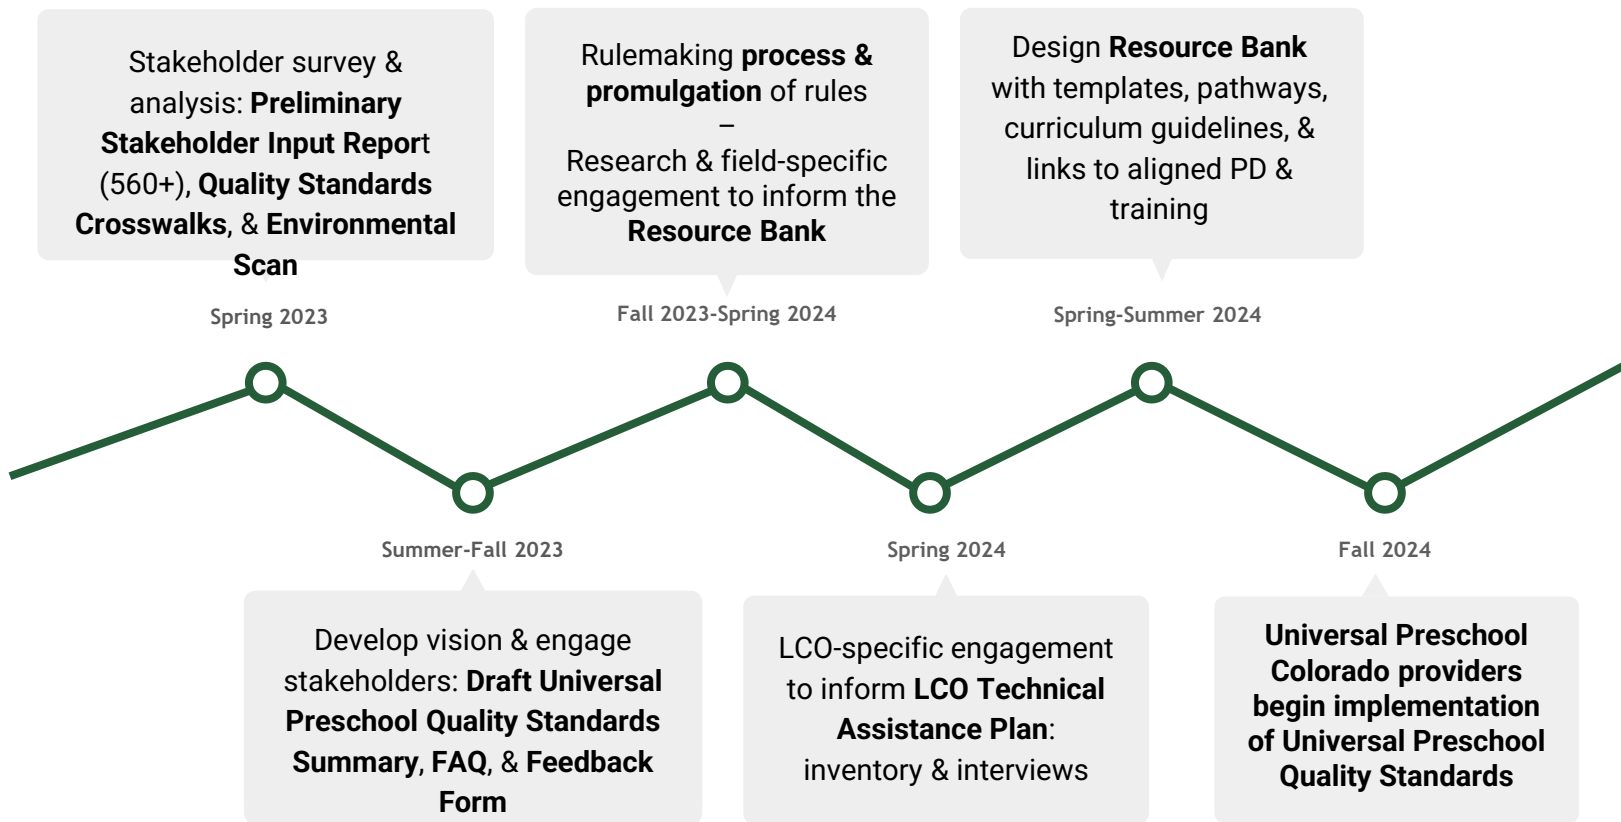 Stakeholder survey &
analysis: Preliminary
Stakeholder Input Report
(560+), Quality Standards
Crosswalks, & Environmental
Scan
Spring 2023
Rulemaking process &
promulgation of rules
–
Research & field-specific
engagement to inform the
Resource Bank
Fall 2023-Spring 2024
Design Resource Bank
with templates, pathways,
curriculum guidelines, &
links to aligned PD &
training
Spring-Summer 2024
Summer-Fall 2023
Develop vision & engage
stakeholders: Draft Universal
Preschool Quality Standards
Summary, FAQ, & Feedback
Form
Spring 2024
LCO-specific engagement
to inform LCO Technical
Assistance Plan:
inventory & interviews
Fall 2024
Universal Preschool
Colorado providers
begin implementation
of Universal Preschool
Quality Standards